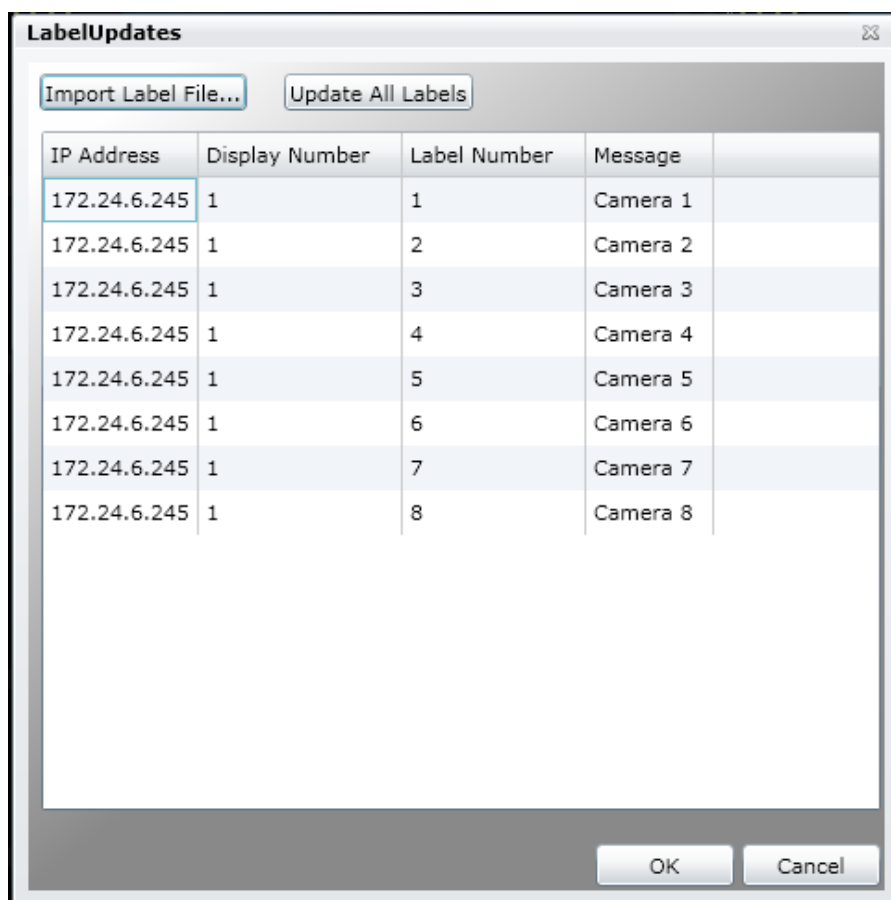 LabelUpdates
Import Label File... Update All Labels
IP Address Display Number Label Number Message
172.24.6.245 1 1 Camera 1
172.24.6.245 1 2 Camera 2
172.24.6.245 1 3 Camera 3
172.24.6.245 1 4 Camera 4
172.24.6.245 1 5 Camera 5
172.24.6.245 1 6 Camera 6
172.24.6.245 1 7 Camera 7
172.24.6.245 1 8 Camera 8
OK Cancel